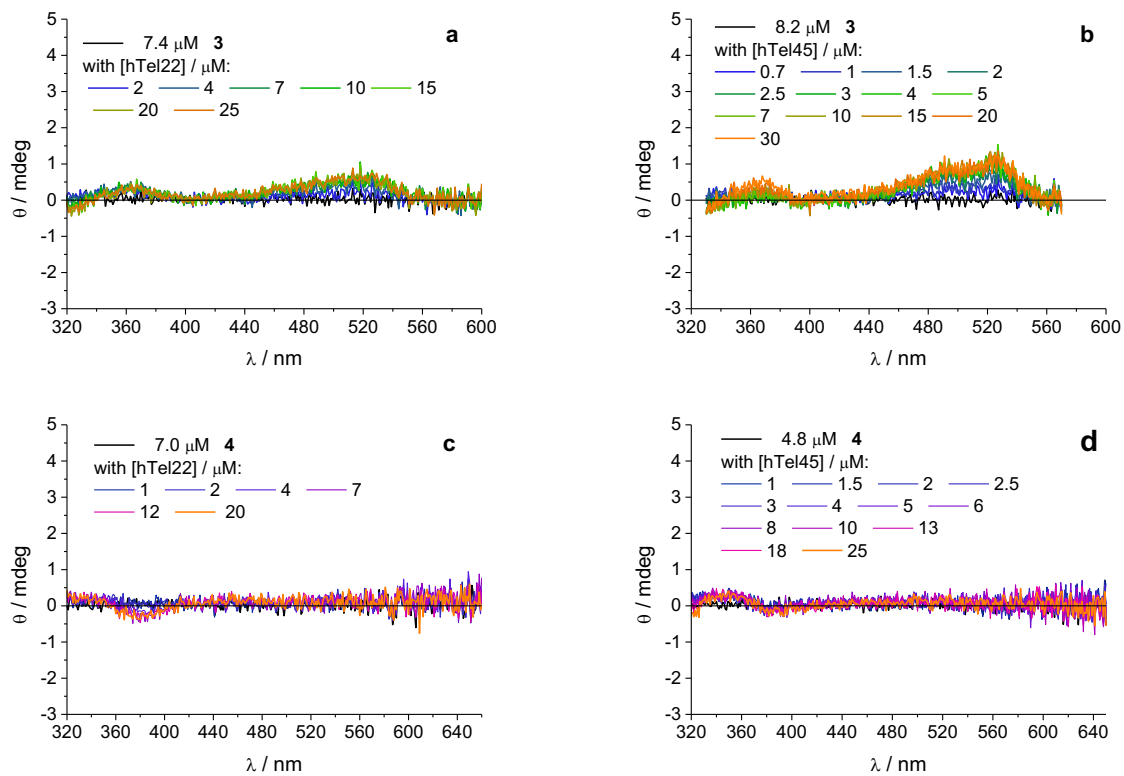 a
7.4 μM 3
with [hTel22] / μM:
2 4 7 10 15
20 25
5
4
3
2
1
0
-1
-2
-3
θ / mdeg
320 360 400 440 480 520 560 600
λ / nm
b
8.2 μM 3
with [hTel45] / μM:
0.7 1 1.5 2
2.5 3 4 5
7 10 15 20
30
5
4
3
2
1
0
-1
-2
-3
θ / mdeg
320 360 400 440 480 520 560 600
λ / nm
c
7.0 μM 4
with [hTel22] / μM:
1 2 4 7
12 20
5
4
3
2
1
0
-1
-2
-3
θ / mdeg
320 360 400 440 480 520 560 600 640
λ / nm
d
4.8 μM 4
with [hTel45] / μM:
1 1.5 2 2.5
3 4 5 6
8 10 13
18 25
5
4
3
2
1
0
-1
-2
-3
θ / mdeg
320 360 400 440 480 520 560 600 640
λ / nm